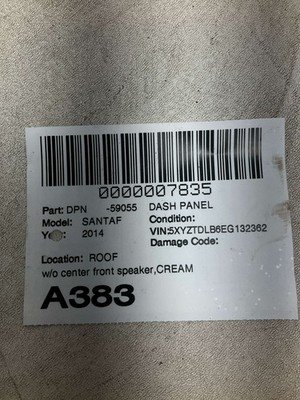 0000007835
Part: DPN -59055 DASH PANEL
Model: SANTAF Condition:
Year: 2014 VIN:5XYZTDLB6EG132362
Damage Code:
Location: ROOF
w/o center front speaker,CREAM
A383